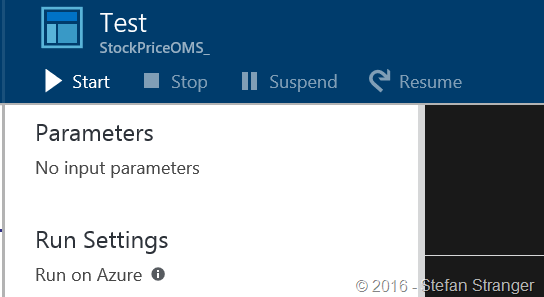 Test
StockPriceOMS_
Start Stop Suspend Resume
Parameters
No input parameters
Run Settings
Run on Azure
© 2016 - Stefan Stranger